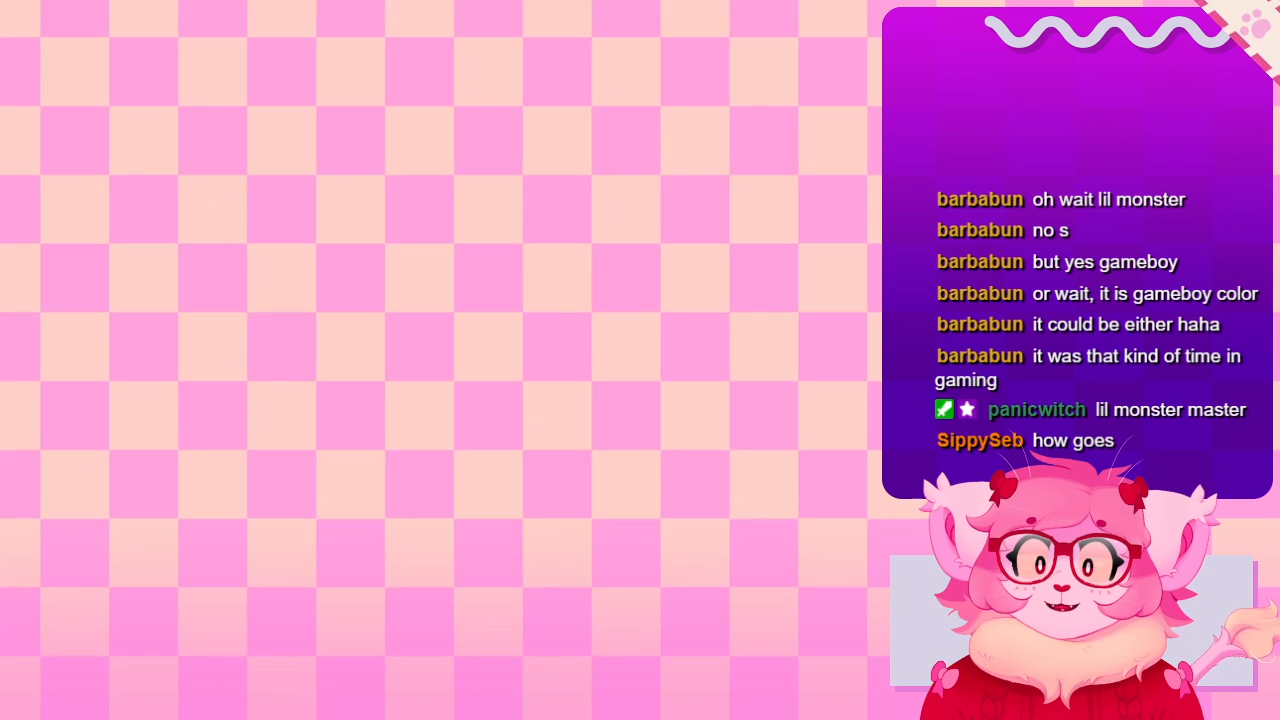 barbabun oh wait lil monster
barbabun no s
barbabun but yes gameboy
barbabun or wait, it is gameboy color
barbabun it could be either haha
barbabun it was that kind of time in
gaming
panicwitch lil monster master
SippySeb how goes